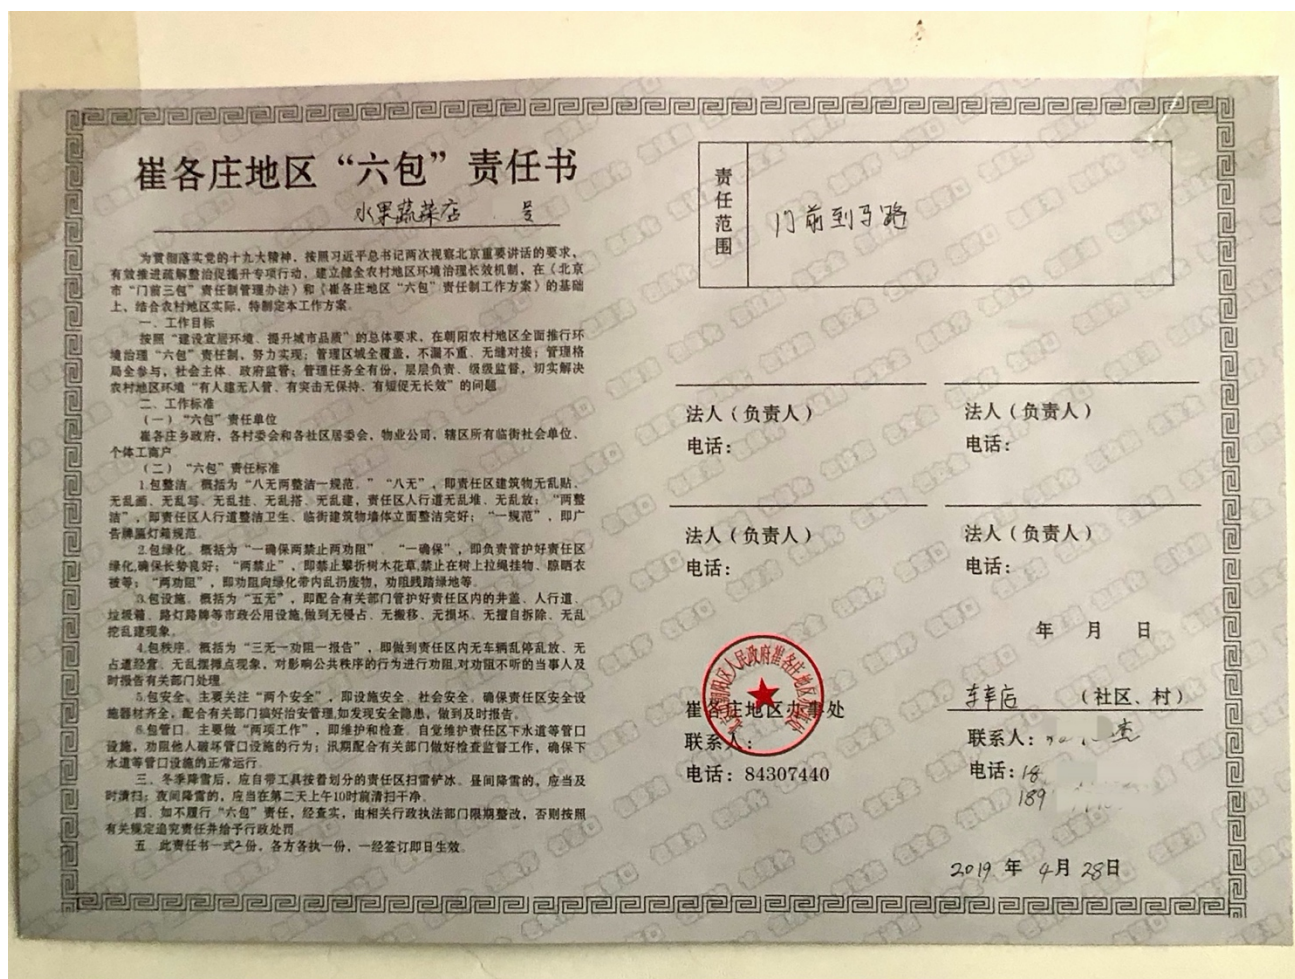 崔各庄地区“六包”责任书
水果蔬菜店 号
为贯彻落实党的十九大精神，按照习近平总书记两次视察北京重要讲话的要求，
有效推进疏解整治促提升专项行动，建立健全农村地区环境治理长效机制，在《北京
市“门前三包”责任制管理办法》和《崔各庄地区“六包”责任制工作方案》的基础
上，结合农村地区实际，特制定本工作方案。
一、工作目标
按照“建设宜居环境、提升城市品质”的总体要求，在朝阳农村地区全面推行环
境治理“六包”责任制，努力实现：管理区域全覆盖，不漏不重、无缝对接；管理格
局全参与，社会主体、政府监管；管理任务全有份，层层负责、级级监督，切实解决
农村地区环境“有人建无人管、有突击无保持、有短促无长效”的问题
二、工作标准
（一）“六包”责任单位
崔各庄乡政府，各村委会和各社区居委会，物业公司，辖区所有临街社会单位、
个体工商户
（二）“六包”责任标准
1.包整洁。概括为“八无两整洁一规范。”“八无”，即责任区建筑物无乱贴、
无乱画、无乱写、无乱挂、无乱搭、无乱建，责任区人行道无乱堆、无乱放；“两整
洁”，即责任区人行道整洁卫生、临街建筑物墙体立面整洁完好；“一规范”，即广
告牌匾灯箱规范。
2.包绿化。概括为“一确保两禁止两劝阻”。“一确保”，即负责管护好责任区
绿化,确保长势良好；“两禁止”，即禁止攀折树木花草,禁止在树上拉绳挂物、晾晒衣
被等；“两劝阻”，即劝阻向绿化带内乱扔废物，劝阻践踏绿地等。
3.包设施。概括为“五无”，即配合有关部门管护好责任区内的井盖、人行道、
垃圾箱、路灯路牌等市政公用设施,做到无侵占、无搬移、无损坏、无擅自拆除、无乱
挖乱建现象。
4.包秩序。概括为“三无一劝阻一报告”，即做到责任区内无车辆乱停乱放、无
占道经营、无乱摆摊点现象，对影响公共秩序的行为进行劝阻,对劝阻不听的当事人及
时报告有关部门处理。
5.包安全。主要关注“两个安全”，即设施安全、社会安全。确保责任区安全设
施器材齐全，配合有关部门搞好治安管理,如发现安全隐患，做到及时报告。
6.包管口。主要做“两项工作”，即维护和检查。自觉维护责任区下水道等管口
设施，劝阻他人破坏管口设施的行为；汛期配合有关部门做好检查监督工作，确保下
水道等管口设施的正常运行。
三、冬季降雪后，应自带工具按着划分的责任区扫雪铲冰。昼间降雪的，应当及
时清扫；夜间降雪的，应当在第二天上午10时前清扫干净。
四、如不履行“六包”责任，经查实，由相关行政执法部门限期整改，否则按照
有关规定追究责任并给予行政处罚
五、此责任书一式2份，各方各执一份，一经签订即日生效。
责任范围
门前到马路
法人（负责人）
电话：
法人（负责人）
电话：
法人（负责人）
电话：
法人（负责人）
电话：
年 月 日
崔各庄地区办事处
联系人：
电话：84307440
（社区、村）
联系人：
电话：18
189
2019 年 4月28日